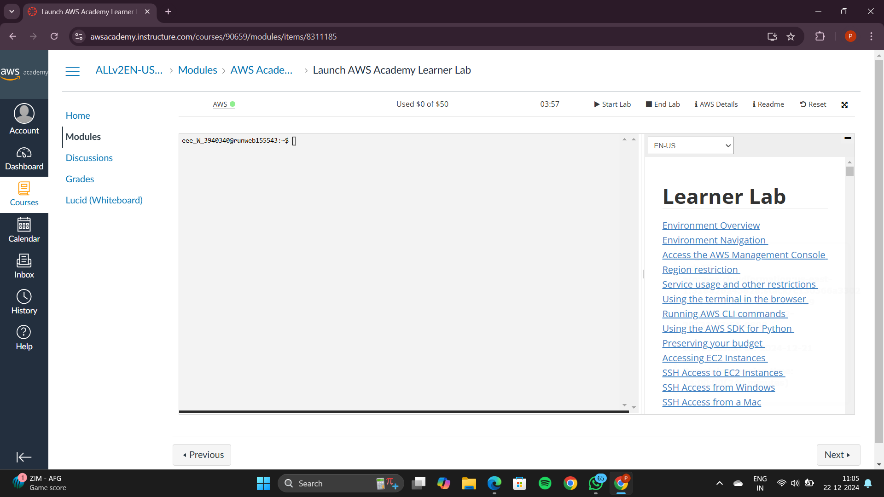 Launch AWS Academy Learner
awsacademy.instructure.com/courses/90659/modules/items/8311185
P
aws academy
Account
Dashboard
Courses
Calendar
Inbox
History
Help
ALLv2EN-US... › Modules › AWS Acade... › Launch AWS Academy Learner Lab
Home
Modules
Discussions
Grades
Lucid (Whiteboard)
AWS Used $0 of $50 03:57 Start Lab End Lab AWS Details Readme Reset
eee_W_3940340@runweb155543:~$
EN-US
Learner Lab
Environment Overview
Environment Navigation
Access the AWS Management Console
Region restriction
Service usage and other restrictions
Using the terminal in the browser
Running AWS CLI commands
Using the AWS SDK for Python
Preserving your budget
Accessing EC2 Instances
SSH Access to EC2 Instances
SSH Access from Windows
SSH Access from a Mac
Previous
Next
ZIM - AFG
Game score
Search
ENG
IN
11:05
22-12-2024